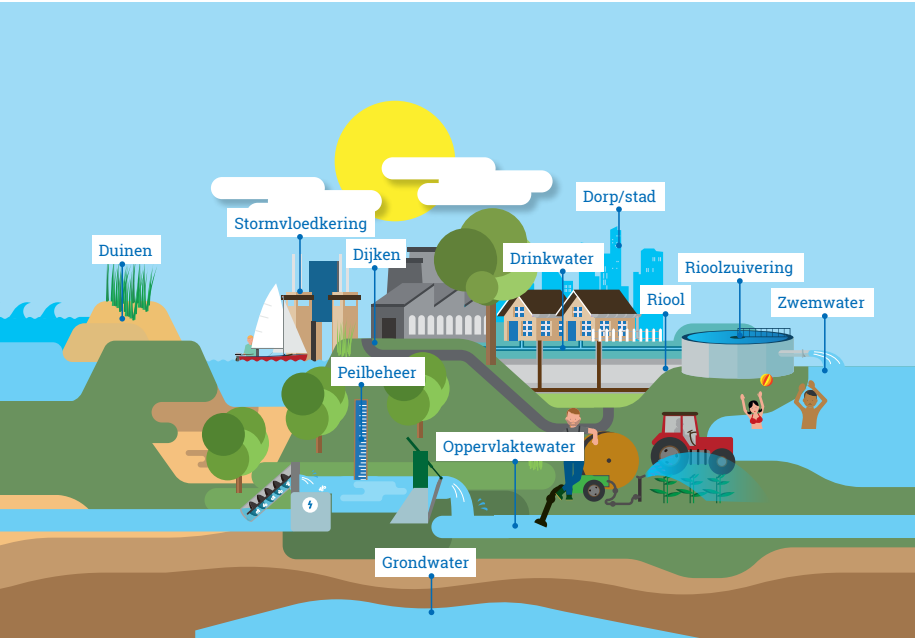 Dorp/stad
Stormvloedkering
Duinen
Dijken
Drinkwater
Rioolzuivering
Riool
Zwemwater
Peilbeheer
Oppervlaktewater
Grondwater